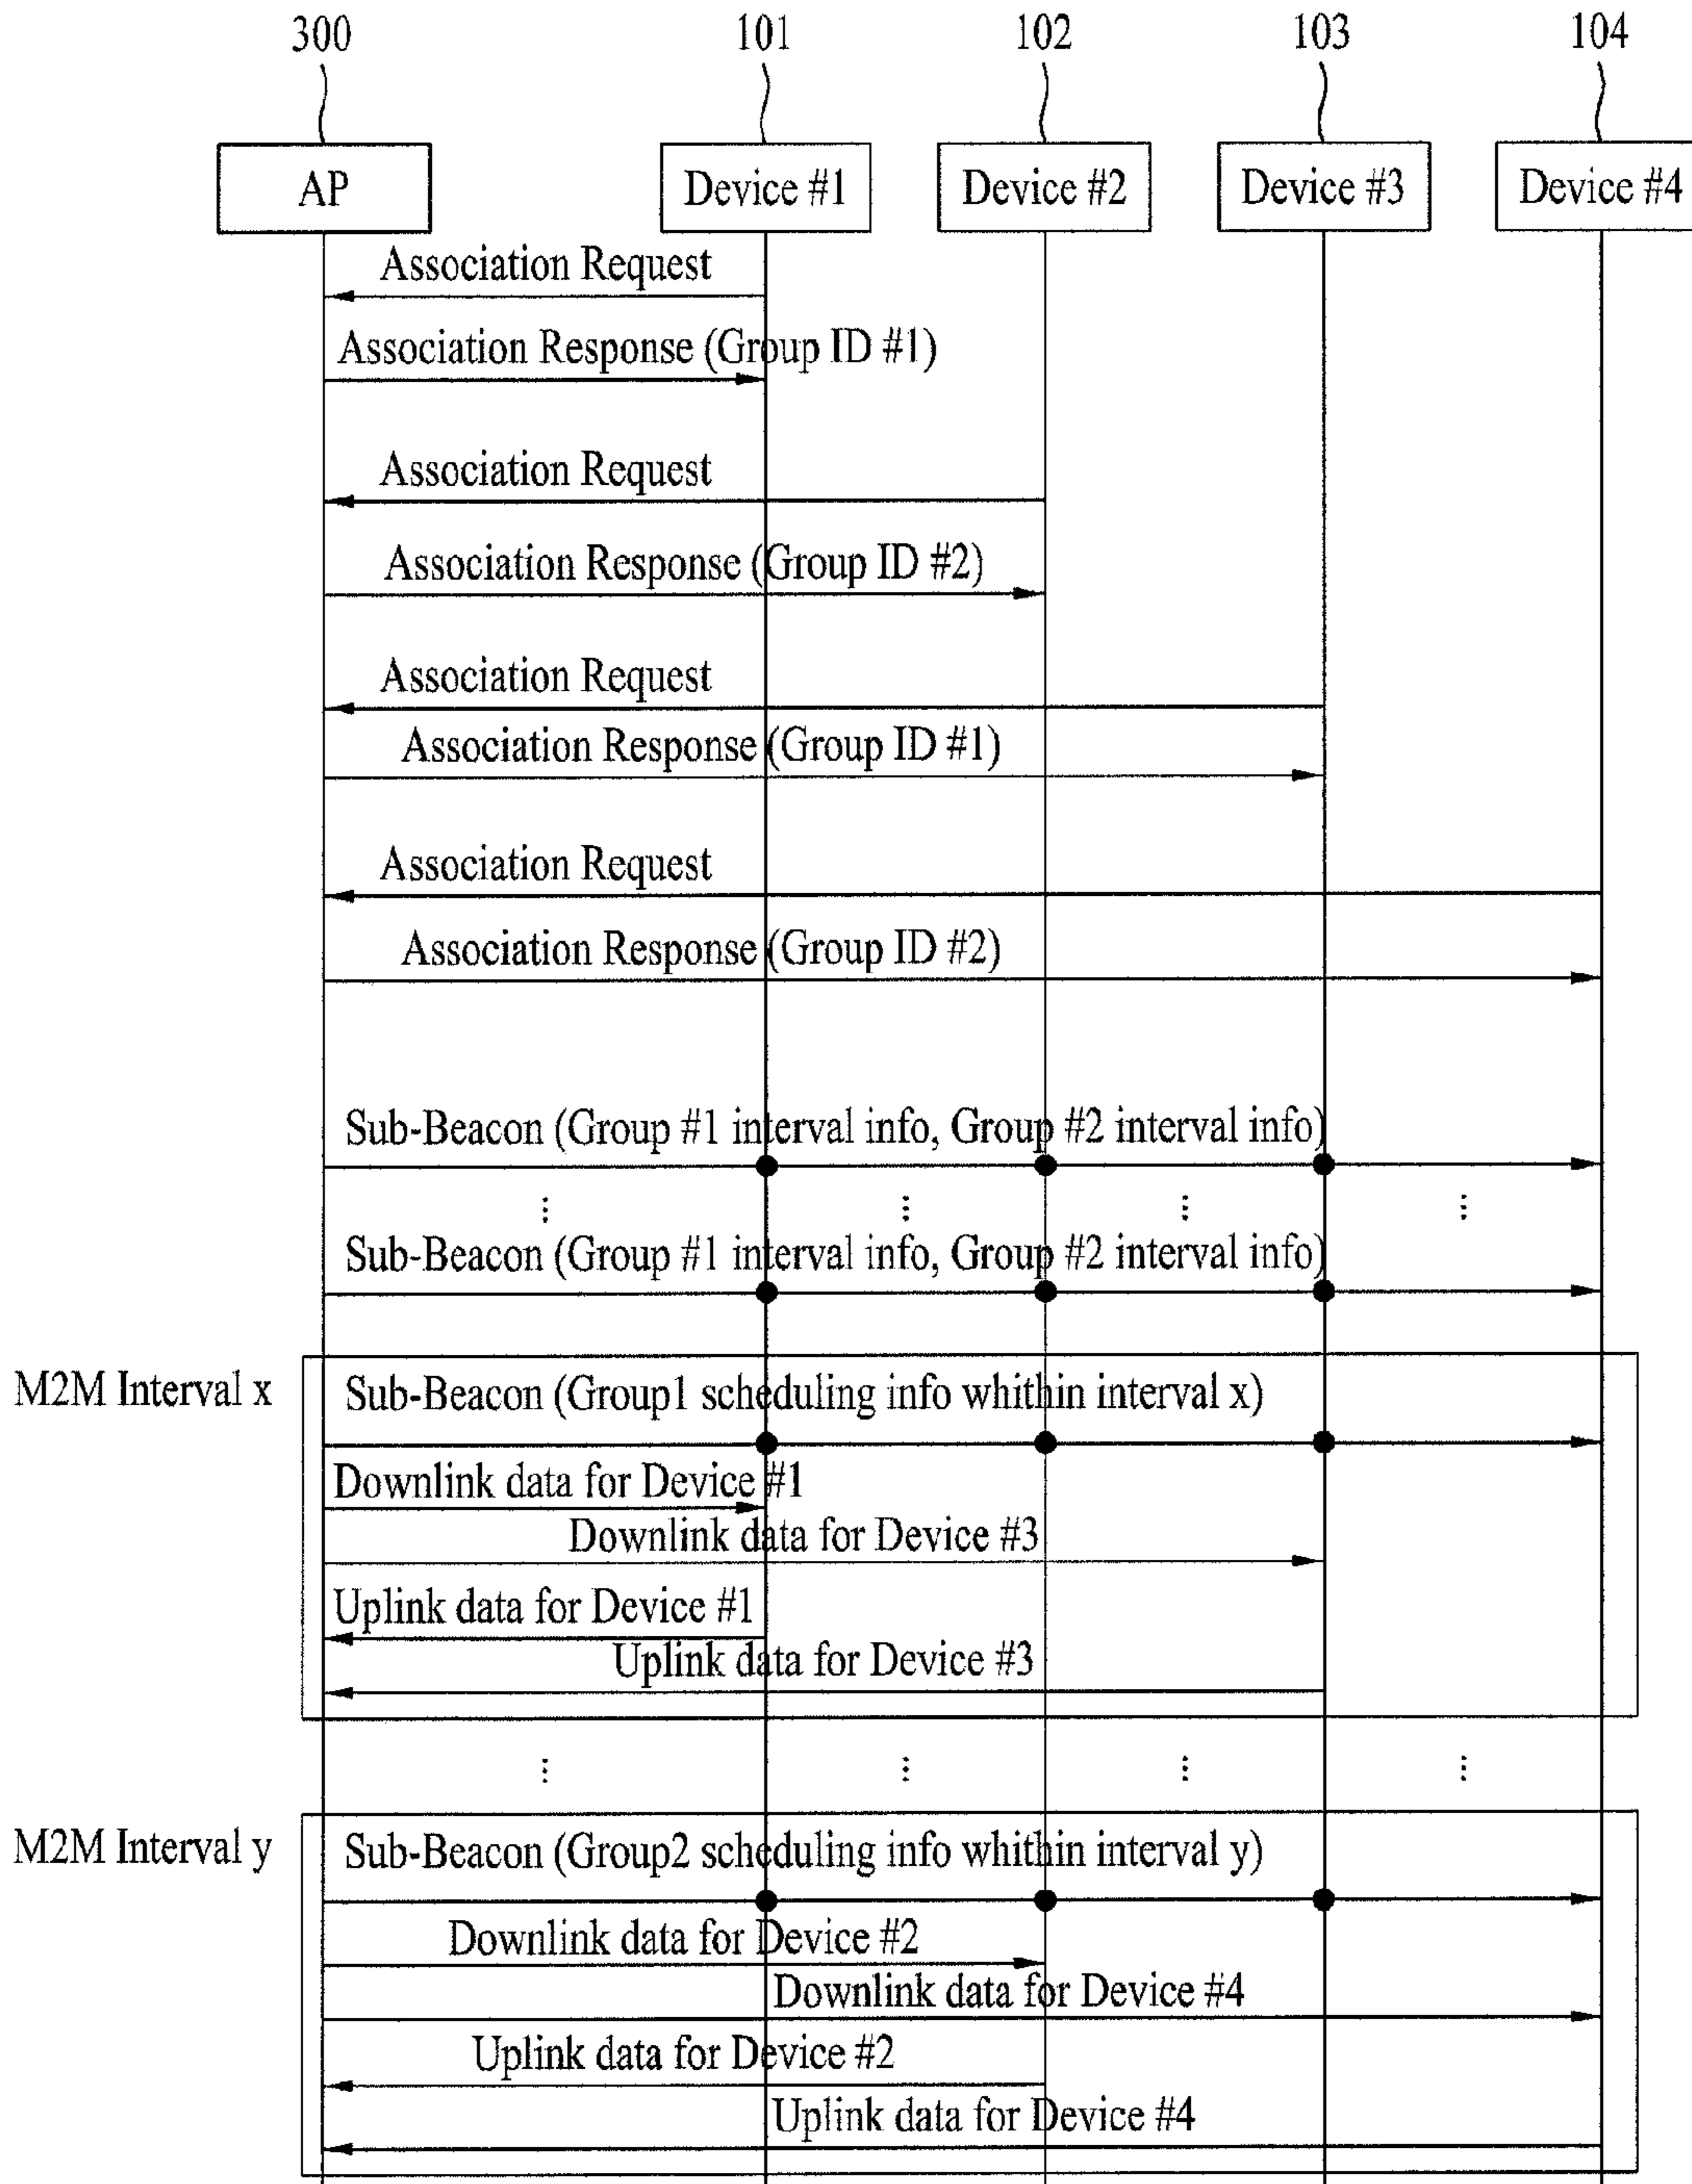 300 101 102 103 104
AP Device #1 Device #2 Device #3 Device #4
Association Request
Association Response (Group ID #1)
Association Request
Association Response (Group ID #2)
Association Request
Association Response (Group ID #1)
Association Request
Association Response (Group ID #2)
Sub-Beacon (Group #1 interval info, Group #2 interval info)
Sub-Beacon (Group #1 interval info, Group #2 interval info)
M2M Interval x
Sub-Beacon (Group1 scheduling info whithin interval x)
Downlink data for Device #1
Downlink data for Device #3
Uplink data for Device #1
Uplink data for Device #3
M2M Interval y
Sub-Beacon (Group2 scheduling info whithin interval y)
Downlink data for Device #2
Downlink data for Device #4
Uplink data for Device #2
Uplink data for Device #4